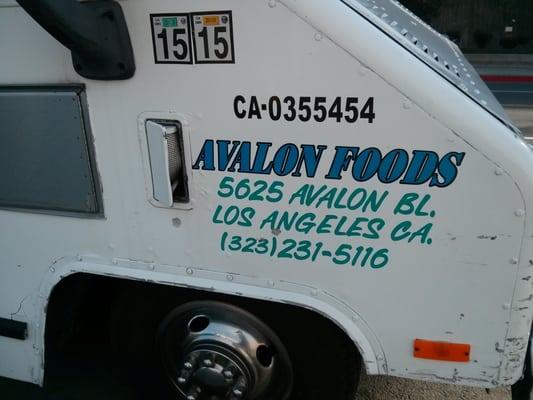 15 15
CA-0355454
AVALON FOODS
5625 AVALON BL.
LOS ANGELES CA.
(323)231-5116